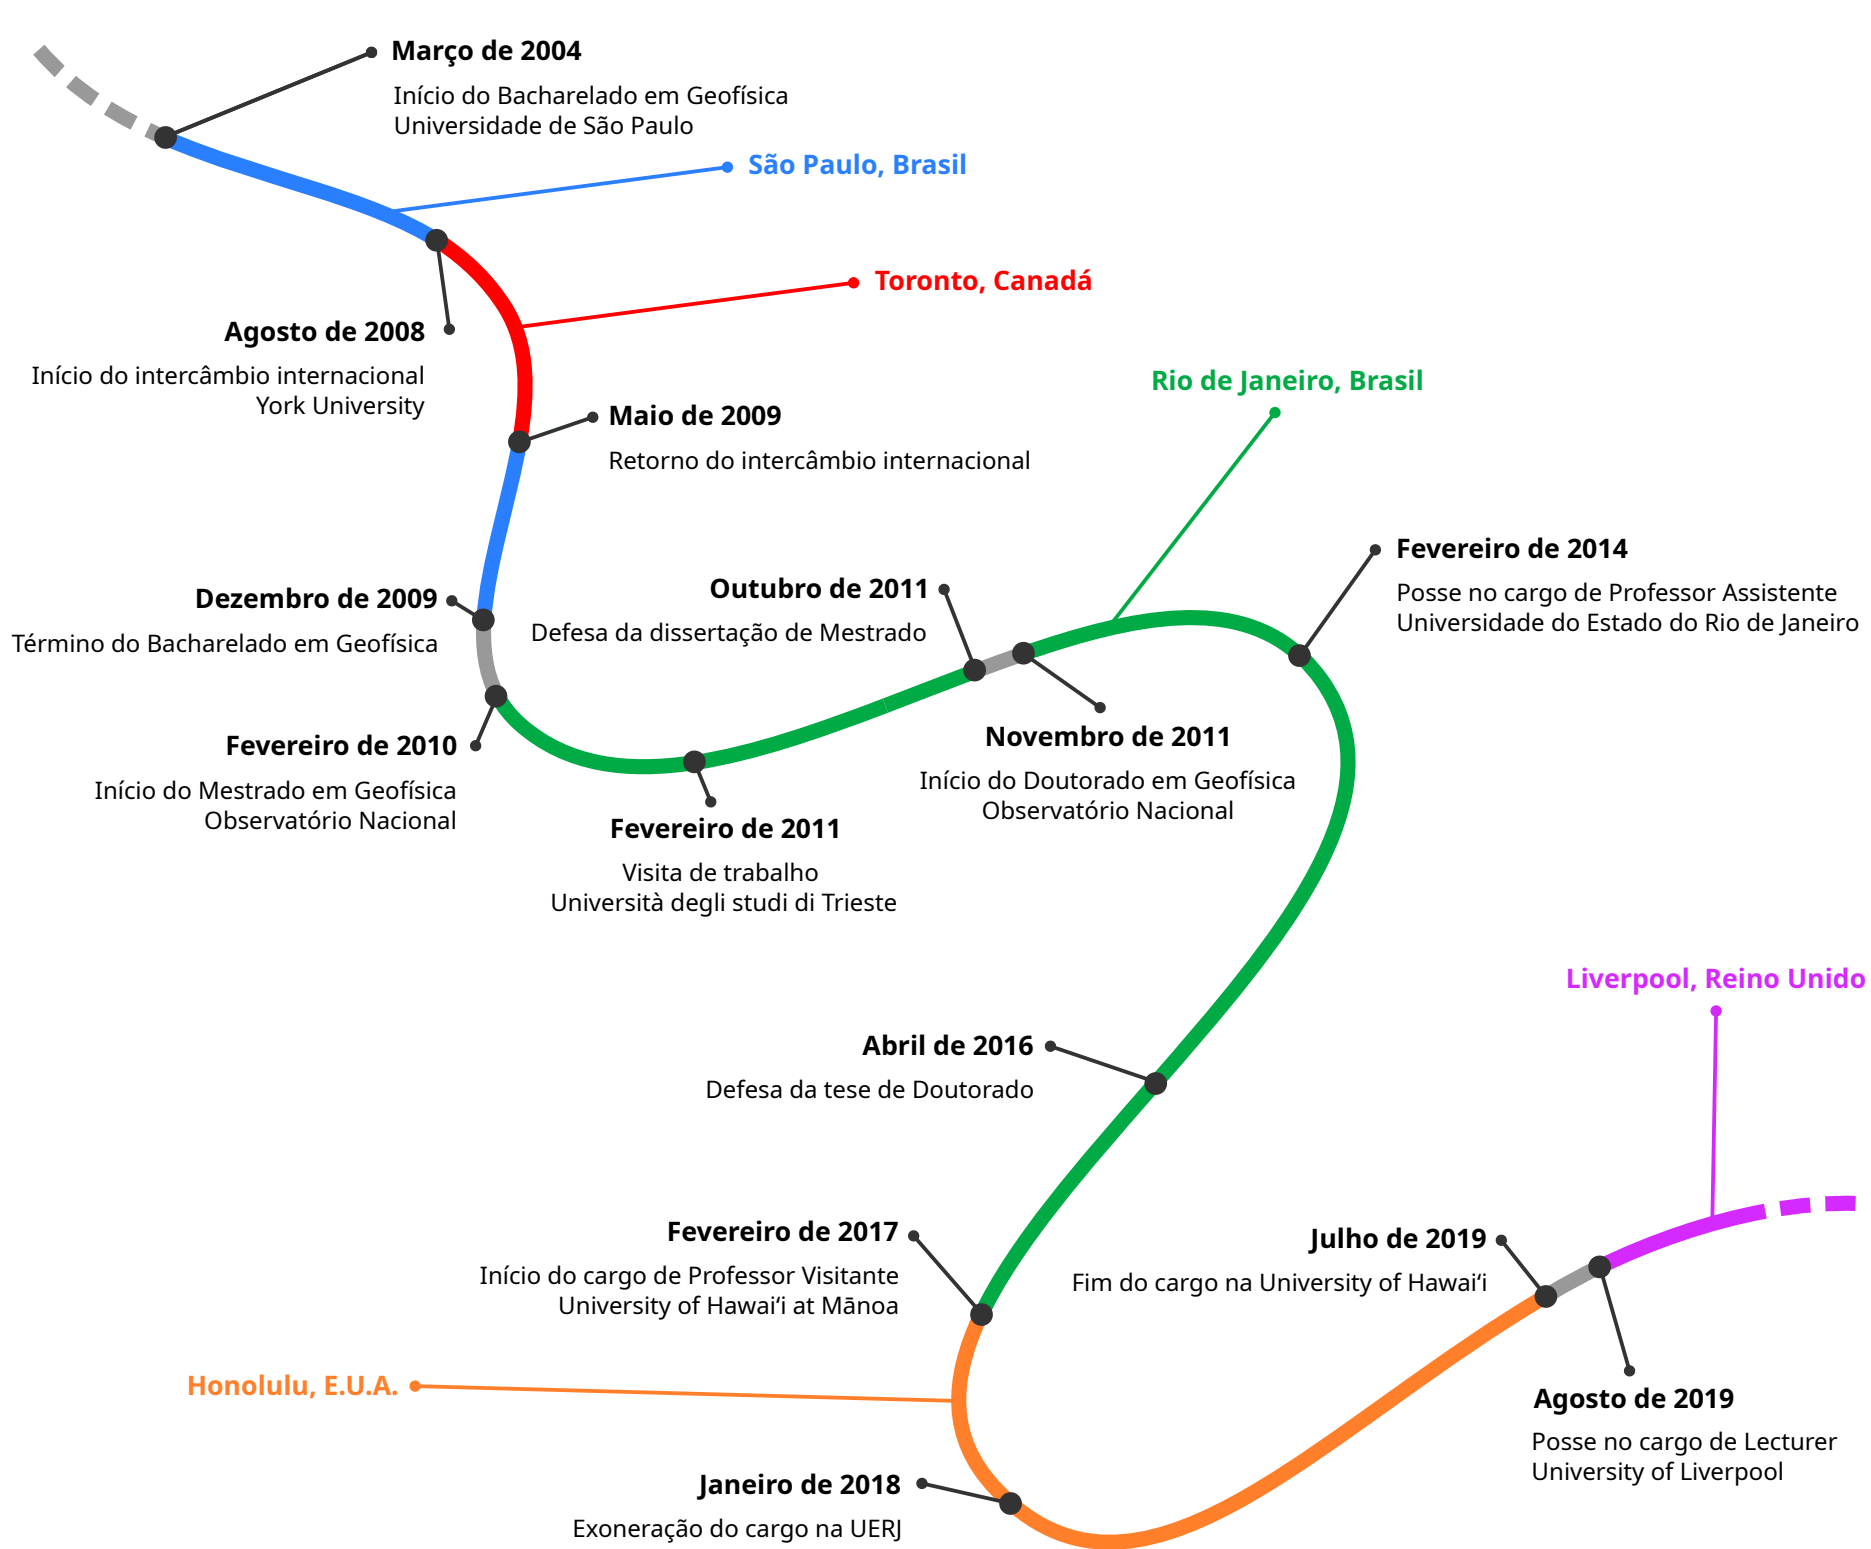 Março de 2004
Início do Bacharelado em Geofísica
Universidade de São Paulo
São Paulo, Brasil
Toronto, Canadá
Agosto de 2008
Início do intercâmbio internacional
York University
Rio de Janeiro, Brasil
Maio de 2009
Retorno do intercâmbio internacional
Fevereiro de 2014
Posse no cargo de Professor Assistente
Universidade do Estado do Rio de Janeiro
Outubro de 2011
Defesa da dissertação de Mestrado
Dezembro de 2009
Término do Bacharelado em Geofísica
Novembro de 2011
Início do Doutorado em Geofísica
Observatório Nacional
Fevereiro de 2010
Início do Mestrado em Geofísica
Observatório Nacional
Fevereiro de 2011
Visita de trabalho
Università degli studi di Trieste
Liverpool, Reino Unido
Abril de 2016
Defesa da tese de Doutorado
Fevereiro de 2017
Início do cargo de Professor Visitante
University of Hawaiʻi at Mānoa
Julho de 2019
Fim do cargo na University of Hawaiʻi
Honolulu, E.U.A.
Agosto de 2019
Posse no cargo de Lecturer
University of Liverpool
Janeiro de 2018
Exoneração do cargo na UERJ